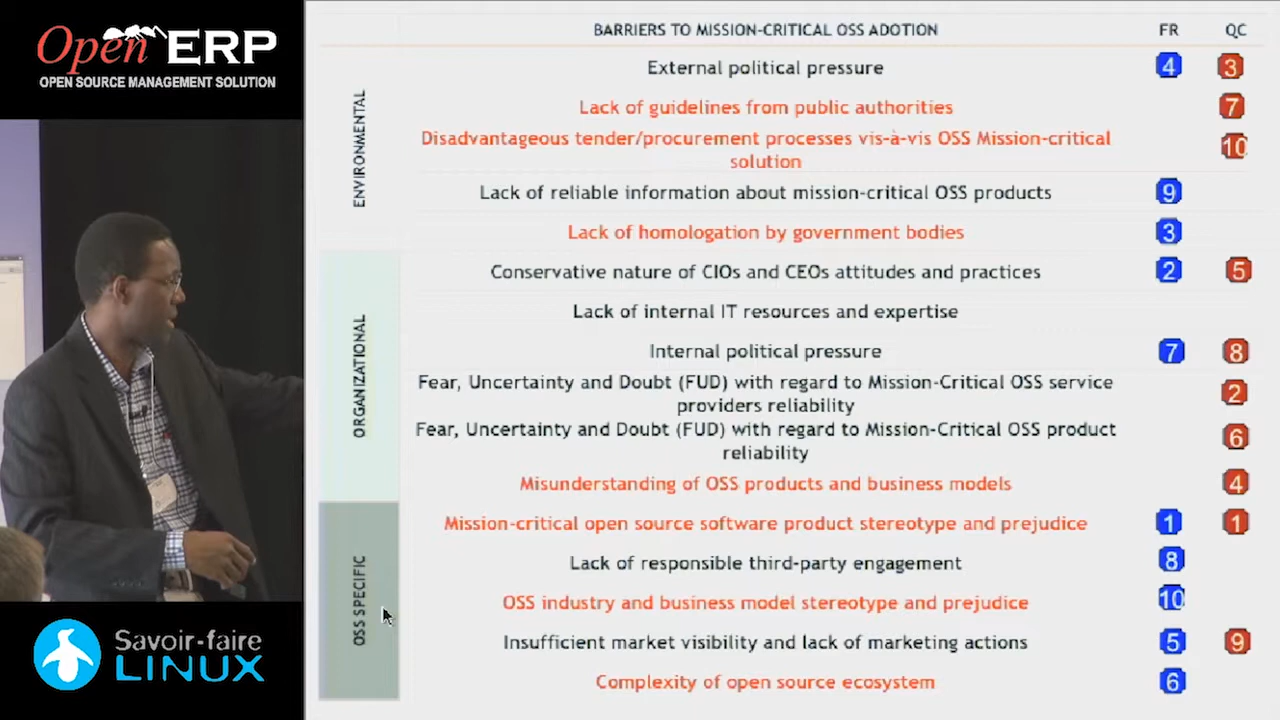 Open ERP
OPEN SOURCE MANAGEMENT SOLUTION
BARRIERS TO MISSION-CRITICAL OSS ADOTION FR QC
ENVIRONMENTAL
External political pressure 4 3
Lack of guidelines from public authorities 7
Disadvantageous tender/procurement processes vis-à-vis OSS Mission-critical
solution 10
Lack of reliable information about mission-critical OSS products 9
Lack of homologation by government bodies 3
ORGANIZATIONAL
Conservative nature of CIOs and CEOs attitudes and practices 2 5
Lack of internal IT resources and expertise
Internal political pressure 7 8
Fear, Uncertainty and Doubt (FUD) with regard to Mission-Critical OSS service
providers reliability 2
Fear, Uncertainty and Doubt (FUD) with regard to Mission-Critical OSS product
reliability 6
Misunderstanding of OSS products and business models 4
OSS SPECIFIC
Mission-critical open source software product stereotype and prejudice 1 1
Lack of responsible third-party engagement 8
OSS industry and business model stereotype and prejudice 10
Insufficient market visibility and lack of marketing actions 5 9
Complexity of open source ecosystem 6
Savoir-faire
LINUX